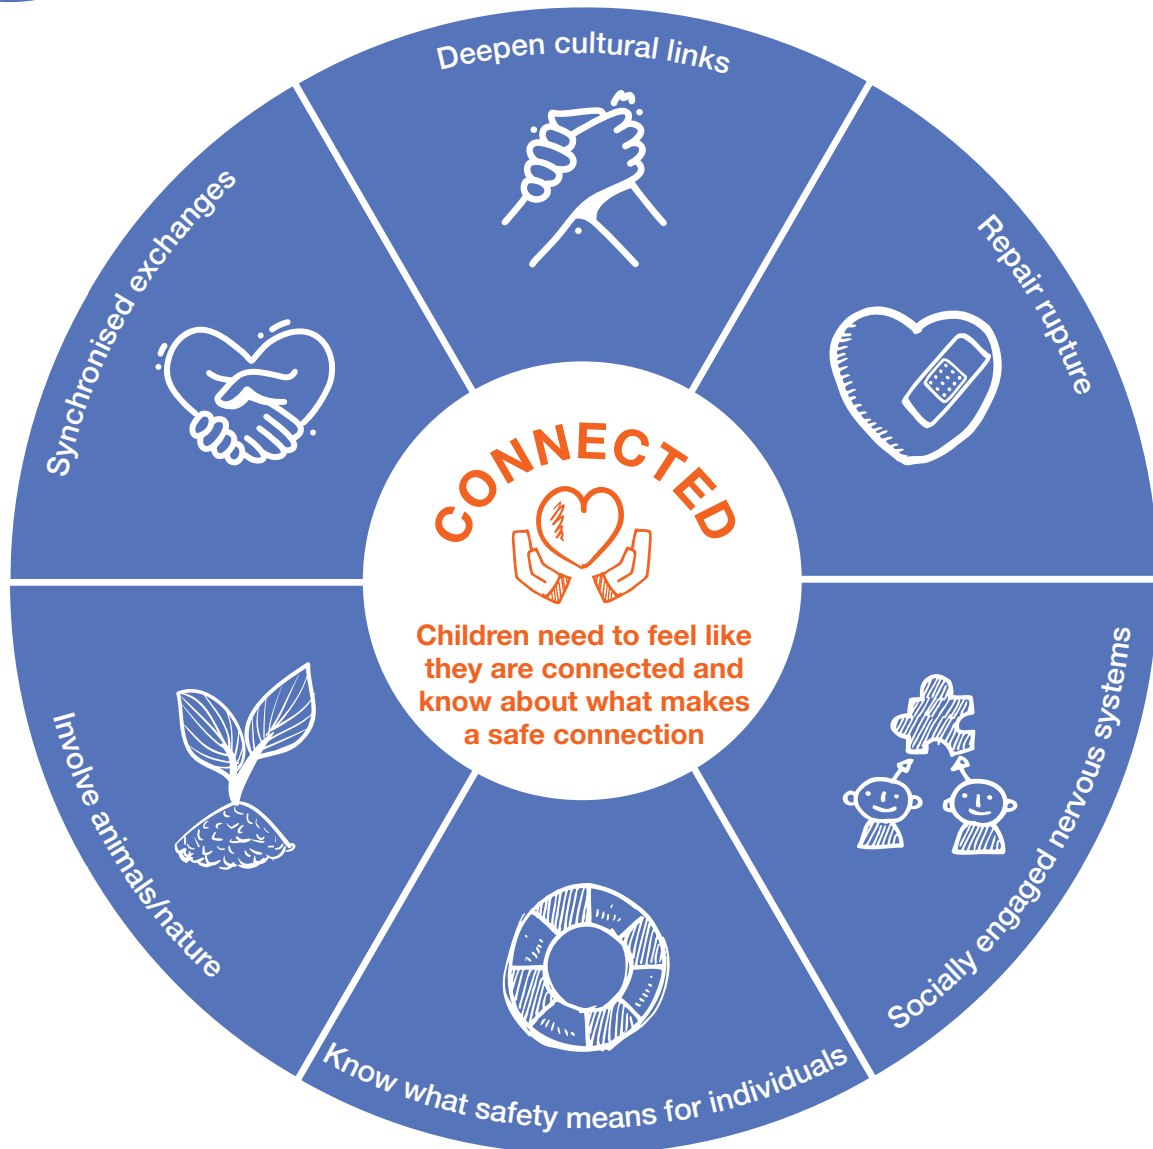 Deepen cultural links
Repair rupture
Socially engaged nervous systems
Know what safety means for individuals
Involve animals/nature
Synchronised exchanges
CONNECTED
Children need to feel like
they are connected and
know about what makes
a safe connection